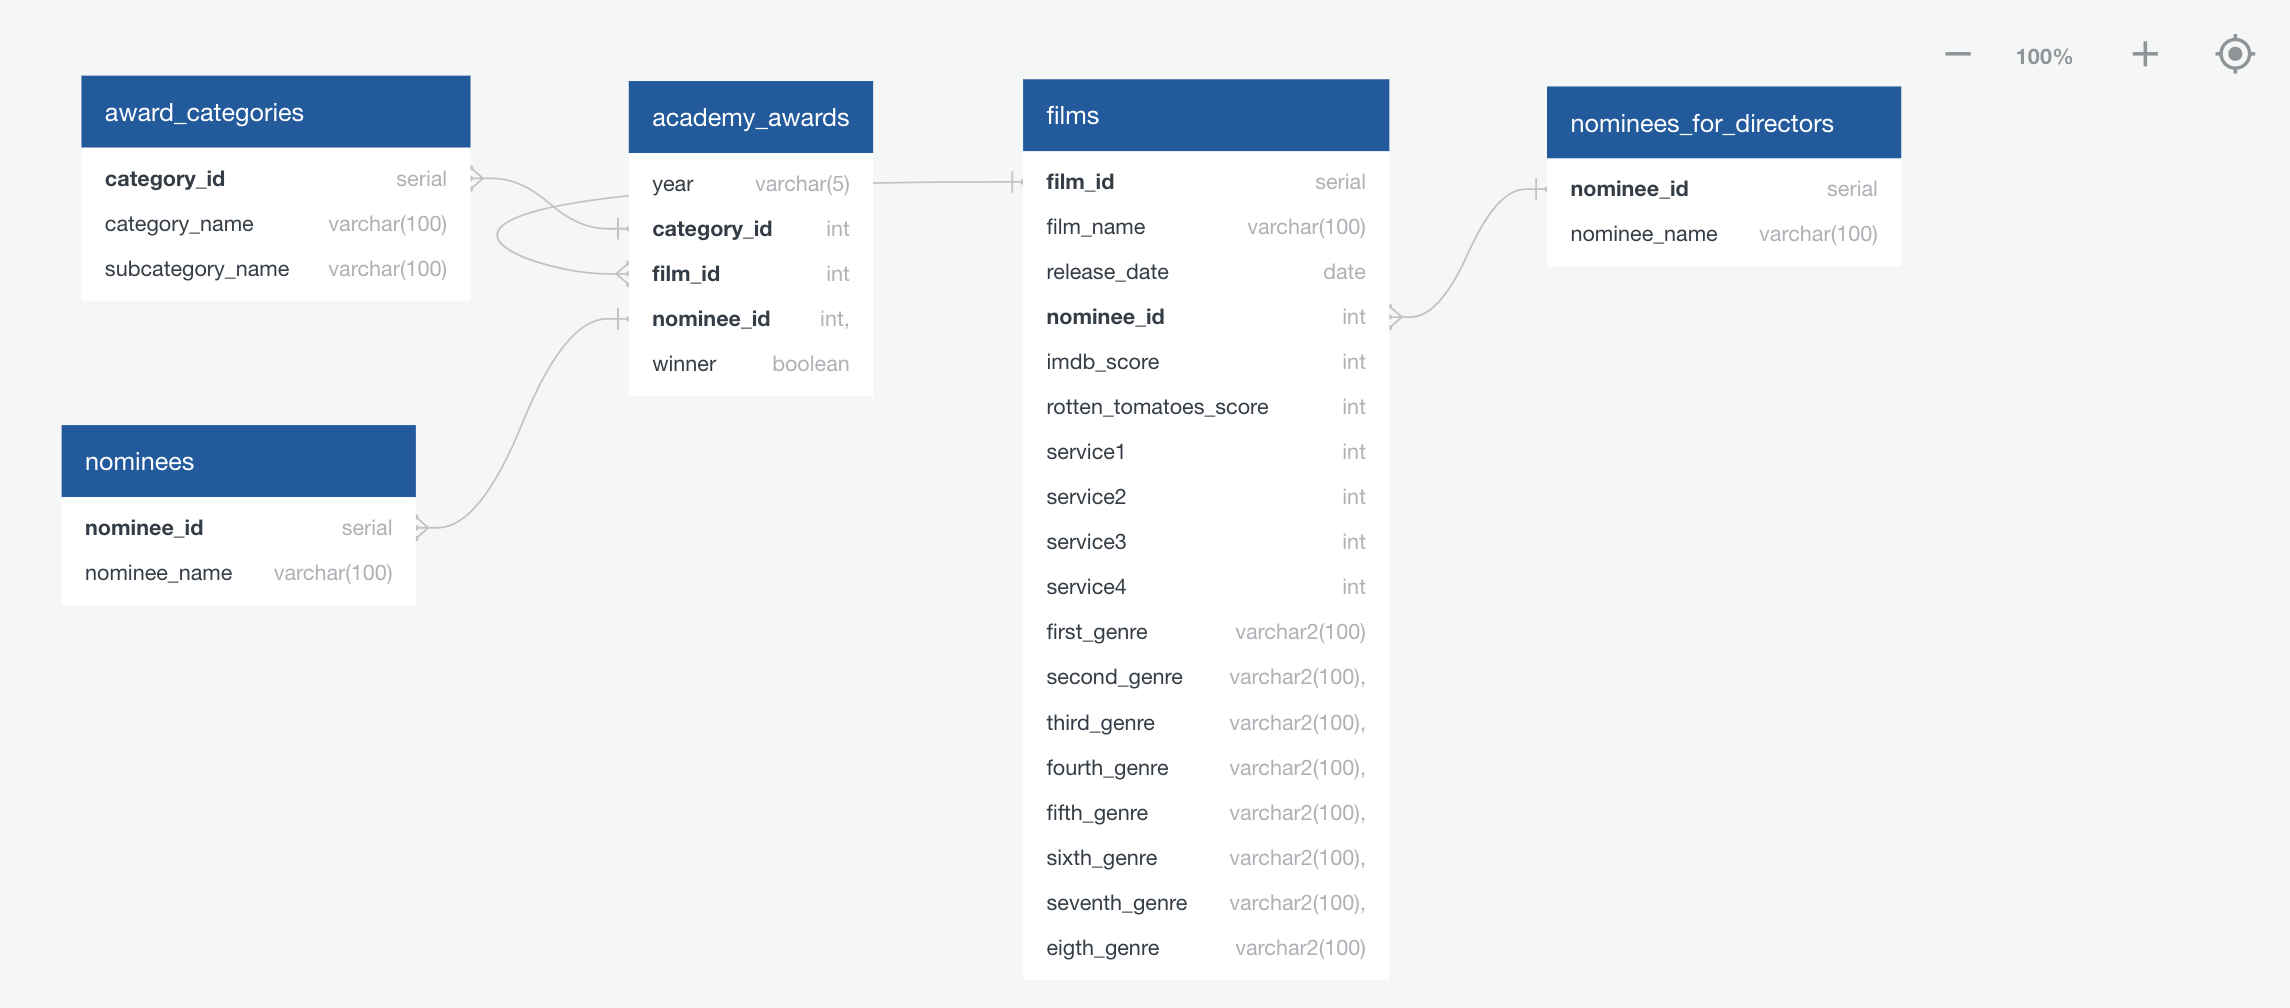 100%
award_categories
category_id serial
category_name varchar(100)
subcategory_name varchar(100)
nominees
nominee_id serial
nominee_name varchar(100)
academy_awards
year varchar(5)
category_id int
film_id int
nominee_id int,
winner boolean
films
film_id serial
film_name varchar(100)
release_date date
nominee_id int
imdb_score int
rotten_tomatoes_score int
service1 int
service2 int
service3 int
service4 int
first_genre varchar2(100)
second_genre varchar2(100),
third_genre varchar2(100),
fourth_genre varchar2(100),
fifth_genre varchar2(100),
sixth_genre varchar2(100),
seventh_genre varchar2(100),
eigth_genre varchar2(100)
nominees_for_directors
nominee_id serial
nominee_name varchar(100)